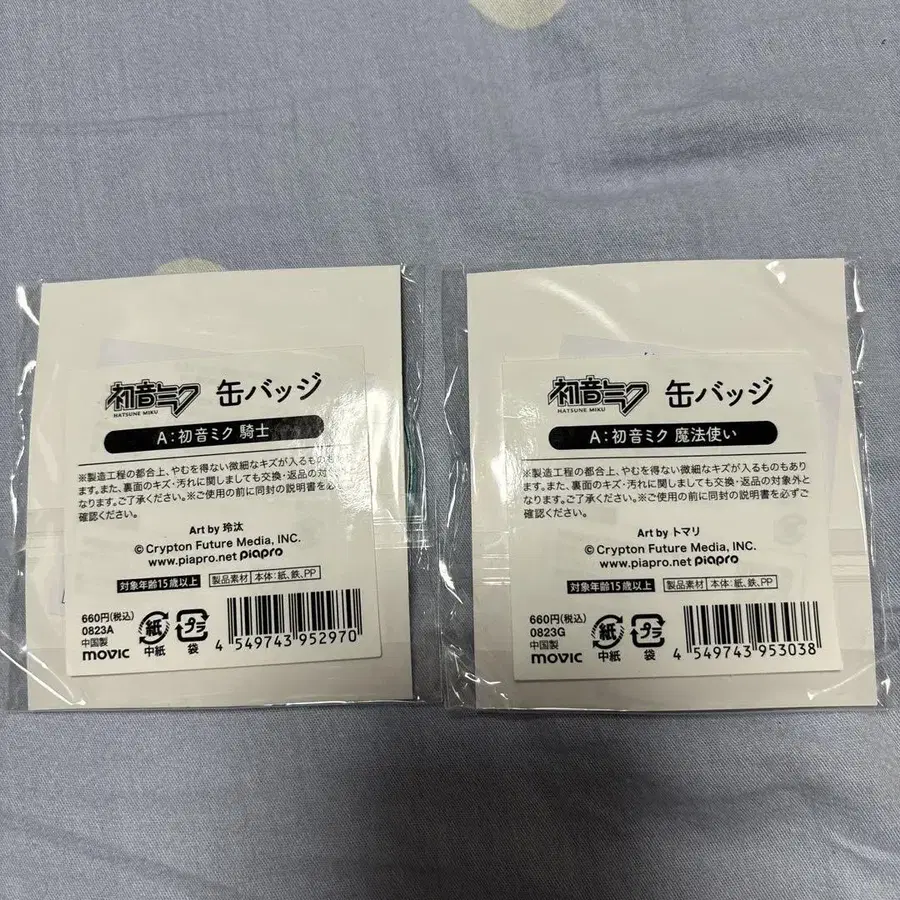 初音ミク 缶バッジ
HATSUNE MIKU
A:初音ミク 騎士
※製造工程の都合上、やむを得ない微細なキズが入るものもあり
ます。また、裏面のキズ・汚れに関しましても交換・返品の対象
なります。ご了承ください。※ご使用の前に同封の説明書を必
確認ください。
Art by 玲汰
© Crypton Future Media, INC.
www.piapro.net piapro
対象年齢15歳以上 製品素材 本体:紙、鉄、PP
660円(税込)
0823A
中国製
movic
紙
中紙
プラ
袋
4 549743 952970
初音ミク 缶バッジ
HATSUNE MIKU
A:初音ミク 魔法使い
※製造工程の都合上、やむを得ない微細なキズが入るものもあり
ます。また、裏面のキズ・汚れに関しましても交換・返品の対象外と
なります。ご了承ください。※ご使用の前に同封の説明書を必ずご
確認ください。
Art by トマリ
© Crypton Future Media, INC.
www.piapro.net piapro
対象年齢15歳以上 製品素材 本体:紙、鉄、PP
660円(税込)
0823G
中国製
movic
紙
中紙
プラ
袋
4 549743 953038